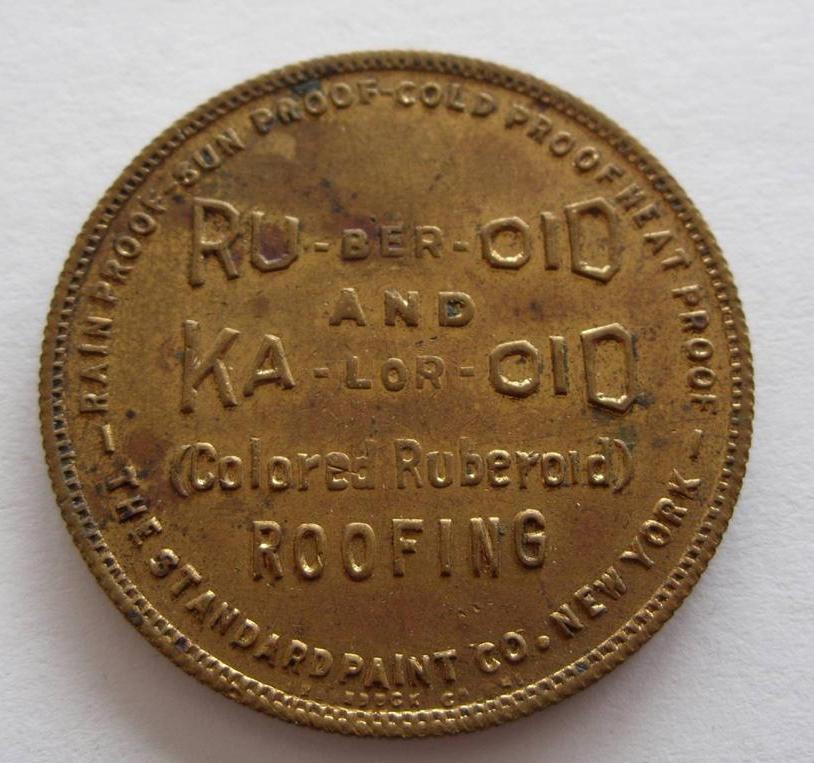 RAIN PROOF-SUN PROOF-COLD PROOF HEAT PROOF
RU-BER-OID
AND
KA-LOR-OID
(Colored Ruberoid)
ROOFING
THE STANDARD PAINT CO. NEW YORK